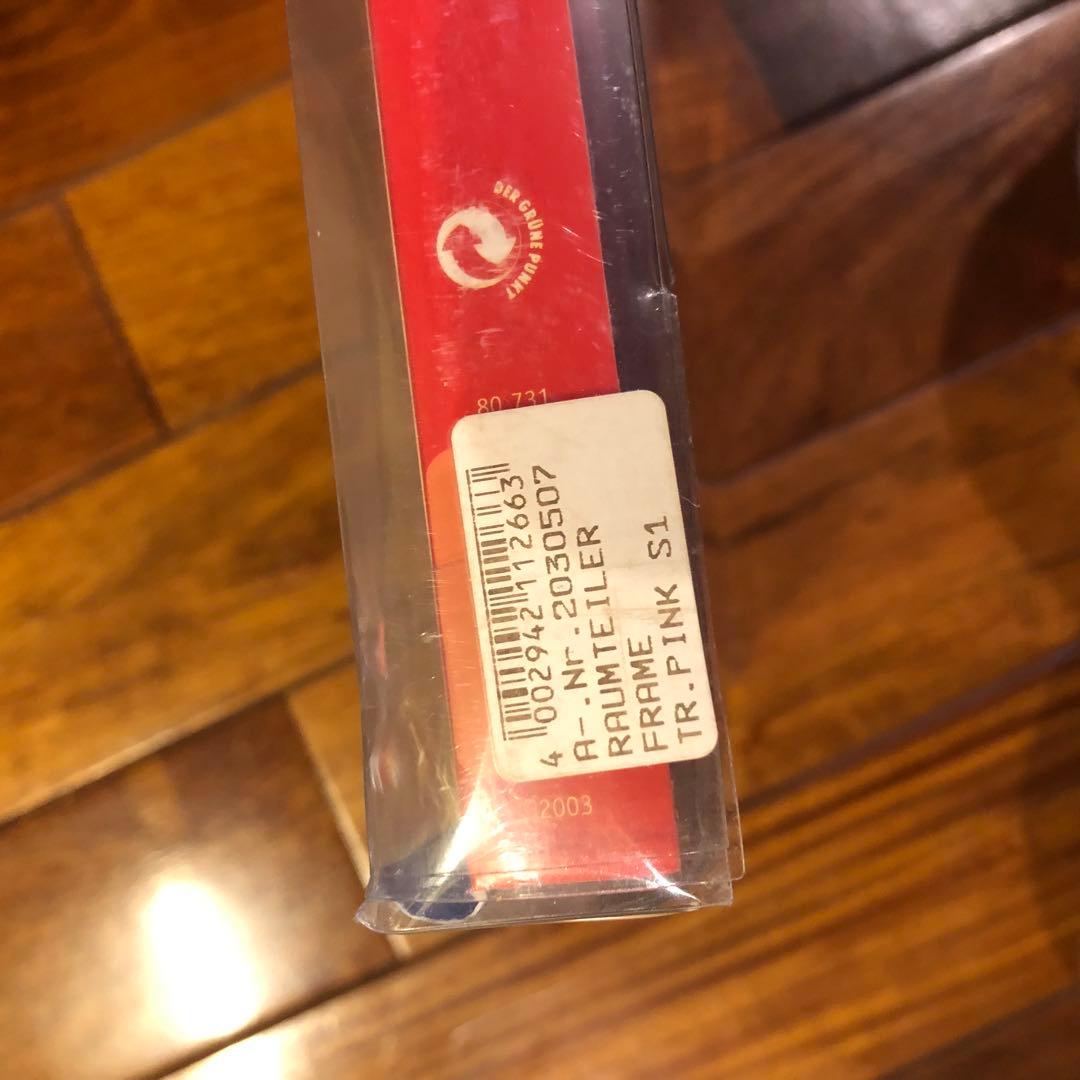 DER GRÜNE PUNKT
80 731
4 002942 112663
A-.Nr.2030507
RAUMTEILER
FRAME
TR.PINK S1
2003